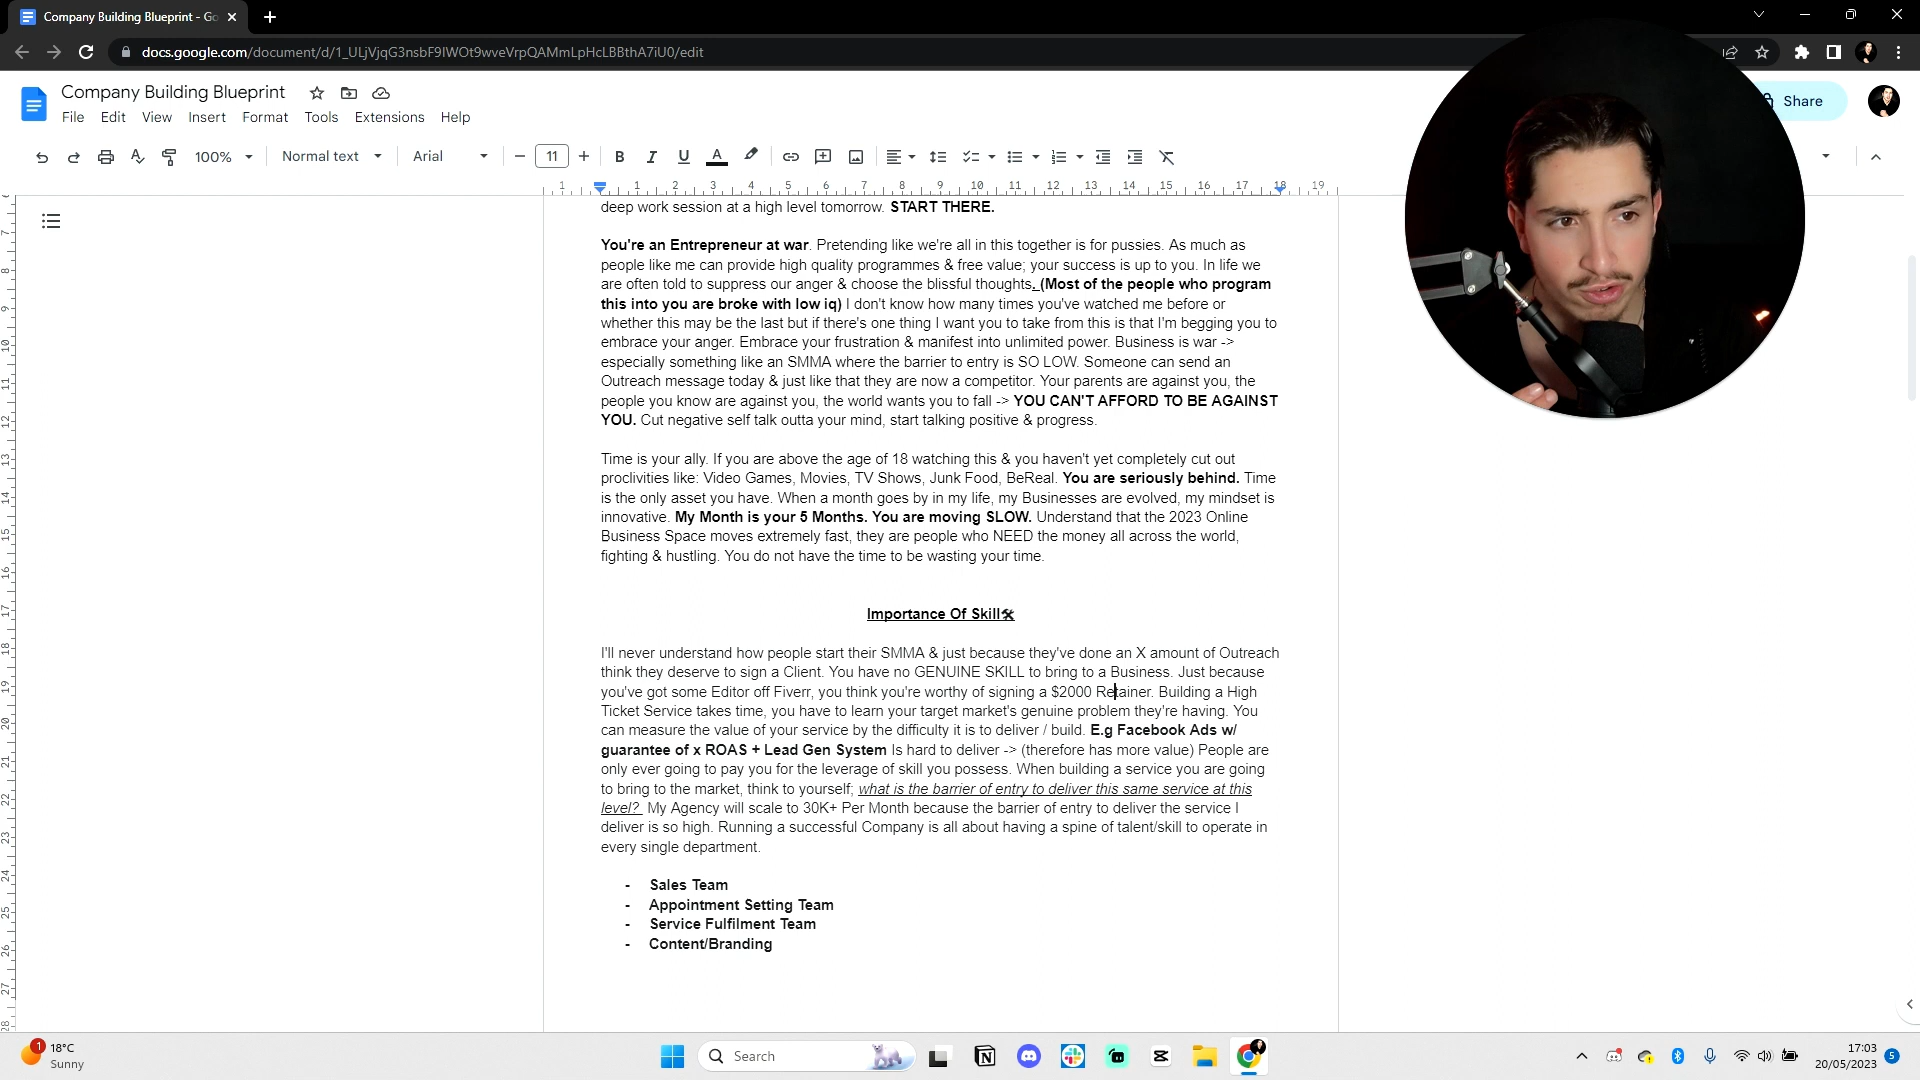 Company Building Blueprint - Go
docs.google.com/document/d/1_ULjVjqG3nsbF9IWOt9wveVrpQAMmLpHcLBBthA7iU0/edit
Company Building Blueprint
Share
File Edit View Insert Format Tools Extensions Help
100% Normal text Arial 11
1 1 2 3 4 5 6 7 8 9 10 11 12 13 14 15 16 17 18 19
deep work session at a high level tomorrow. START THERE.
You're an Entrepreneur at war. Pretending like we're all in this together is for pussies. As much as
people like me can provide high quality programmes & free value; your success is up to you. In life we
are often told to suppress our anger & choose the blissful thoughts. (Most of the people who program
this into you are broke with low iq) I don't know how many times you've watched me before or
whether this may be the last but if there's one thing I want you to take from this is that I'm begging you to
embrace your anger. Embrace your frustration & manifest into unlimited power. Business is war ->
especially something like an SMMA where the barrier to entry is SO LOW. Someone can send an
Outreach message today & just like that they are now a competitor. Your parents are against you, the
people you know are against you, the world wants you to fall -> YOU CAN'T AFFORD TO BE AGAINST
YOU. Cut negative self talk outta your mind, start talking positive & progress.
Time is your ally. If you are above the age of 18 watching this & you haven't yet completely cut out
proclivities like: Video Games, Movies, TV Shows, Junk Food, BeReal. You are seriously behind. Time
is the only asset you have. When a month goes by in my life, my Businesses are evolved, my mindset is
innovative. My Month is your 5 Months. You are moving SLOW. Understand that the 2023 Online
Business Space moves extremely fast, they are people who NEED the money all across the world,
fighting & hustling. You do not have the time to be wasting your time.
Importance Of Skill🛠
I'll never understand how people start their SMMA & just because they've done an X amount of Outreach
think they deserve to sign a Client. You have no GENUINE SKILL to bring to a Business. Just because
you've got some Editor off Fiverr, you think you're worthy of signing a $2000 Retainer. Building a High
Ticket Service takes time, you have to learn your target market's genuine problem they're having. You
can measure the value of your service by the difficulty it is to deliver / build. E.g Facebook Ads w/
guarantee of x ROAS + Lead Gen System Is hard to deliver -> (therefore has more value) People are
only ever going to pay you for the leverage of skill you possess. When building a service you are going
to bring to the market, think to yourself; what is the barrier of entry to deliver this same service at this
level? My Agency will scale to 30K+ Per Month because the barrier of entry to deliver the service I
deliver is so high. Running a successful Company is all about having a spine of talent/skill to operate in
every single department.
- Sales Team
- Appointment Setting Team
- Service Fulfilment Team
- Content/Branding
1 18°C
Sunny
Search
17:03
20/05/2023
5